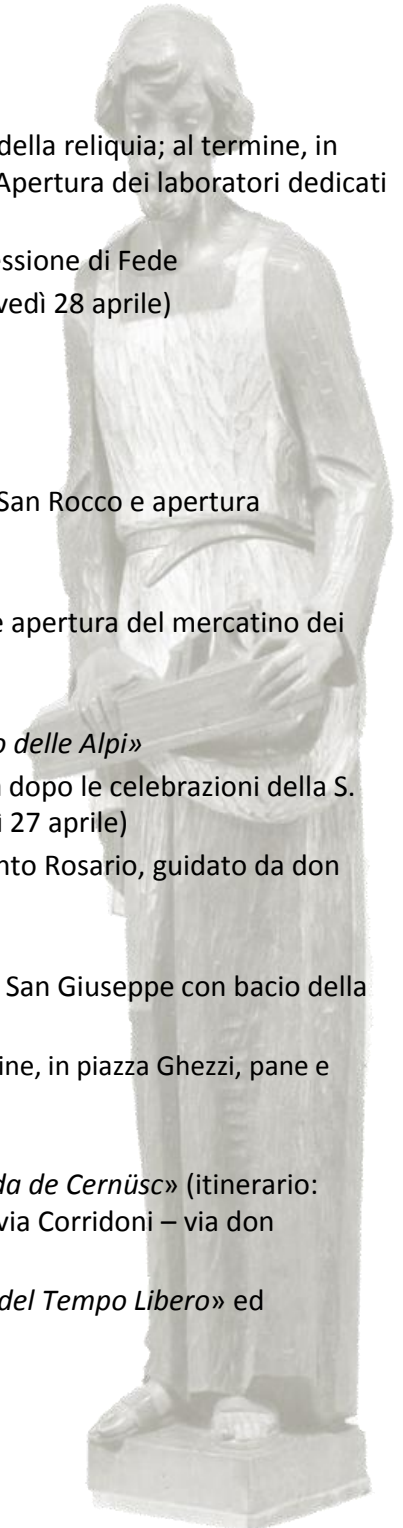 della reliquia; al termine, in
Apertura dei laboratori dedicati
essione di Fede
vedì 28 aprile)
San Rocco e apertura
e apertura del mercatino dei
o delle Alpi»
dopo le celebrazioni della S.
ì 27 aprile)
nto Rosario, guidato da don
San Giuseppe con bacio della
ine, in piazza Ghezzi, pane e
da de Cernüsc» (itinerario:
via Corridoni – via don
del Tempo Libero» ed